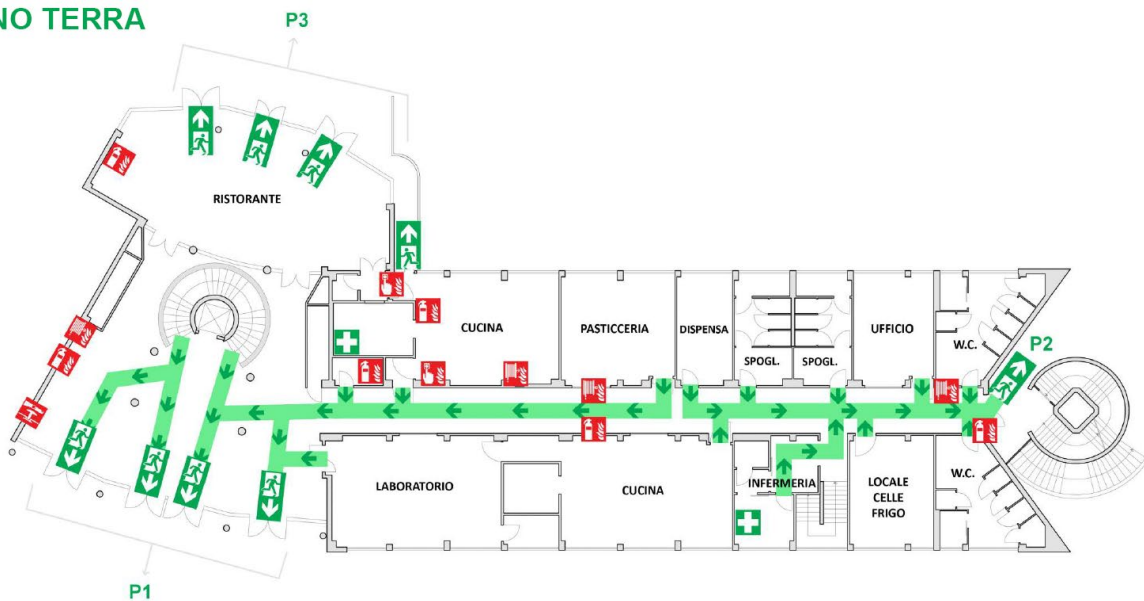 NO TERRA
P3
RISTORANTE
CUCINA
PASTICCERIA
DISPENSA
SPOGL.
SPOGL.
UFFICIO
W.C.
P2
LABORATORIO
CUCINA
INFERMERIA
LOCALE
CELLE
FRIGO
W.C.
P1